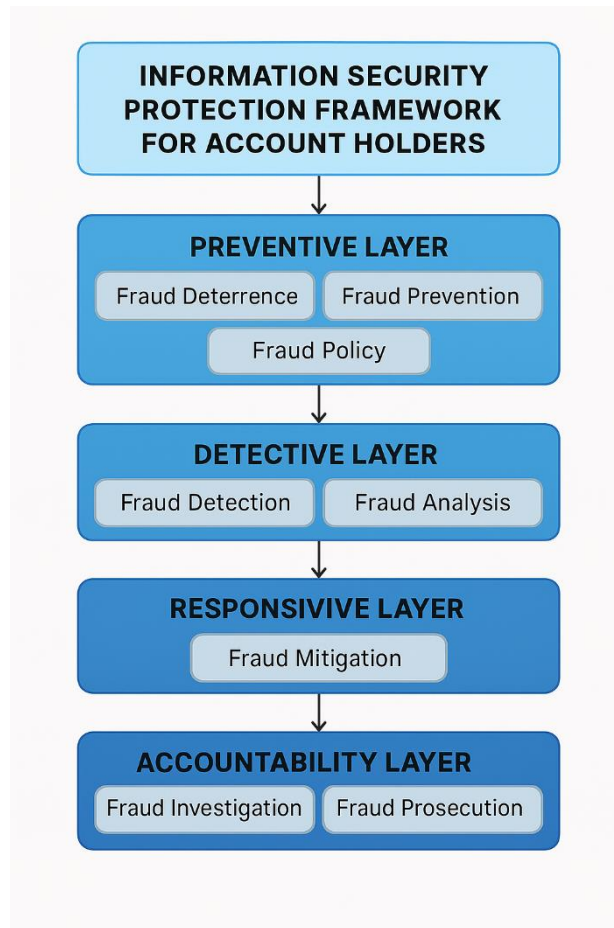 INFORMATION SECURITY
PROTECTION FRAMEWORK
FOR ACCOUNT HOLDERS
PREVENTIVE LAYER
Fraud Deterrence
Fraud Prevention
Fraud Policy
DETECTIVE LAYER
Fraud Detection
Fraud Analysis
RESPONSIVIVE LAYER
Fraud Mitigation
ACCOUNTABILITY LAYER
Fraud Investigation
Fraud Prosecution